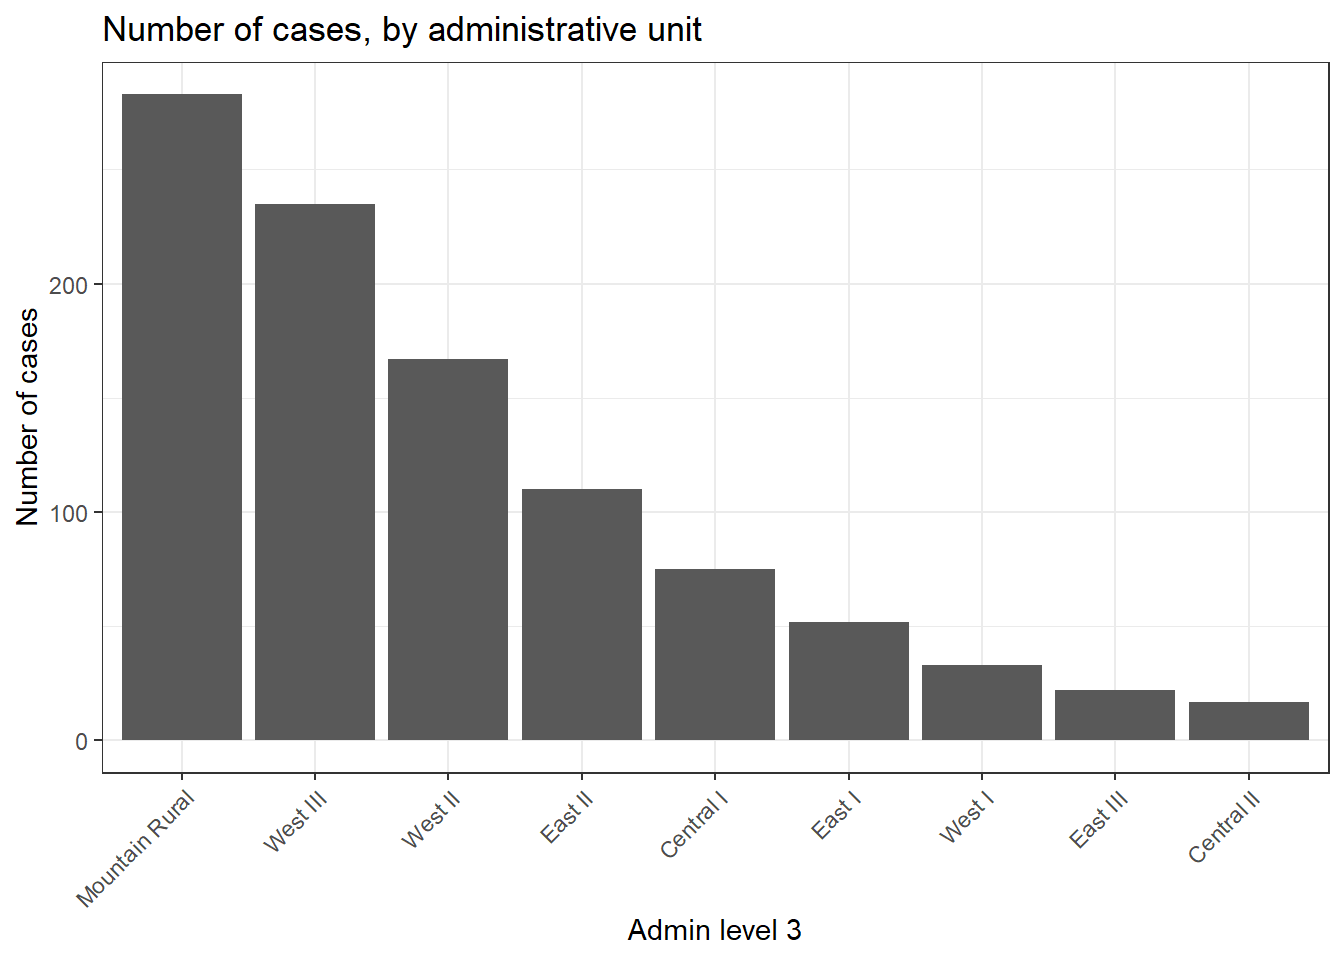 Number of cases, by administrative unit
Number of cases
200
100
0
Mountain Rural
West III
West II
East II
Central I
East I
West I
East III
Central II
Admin level 3